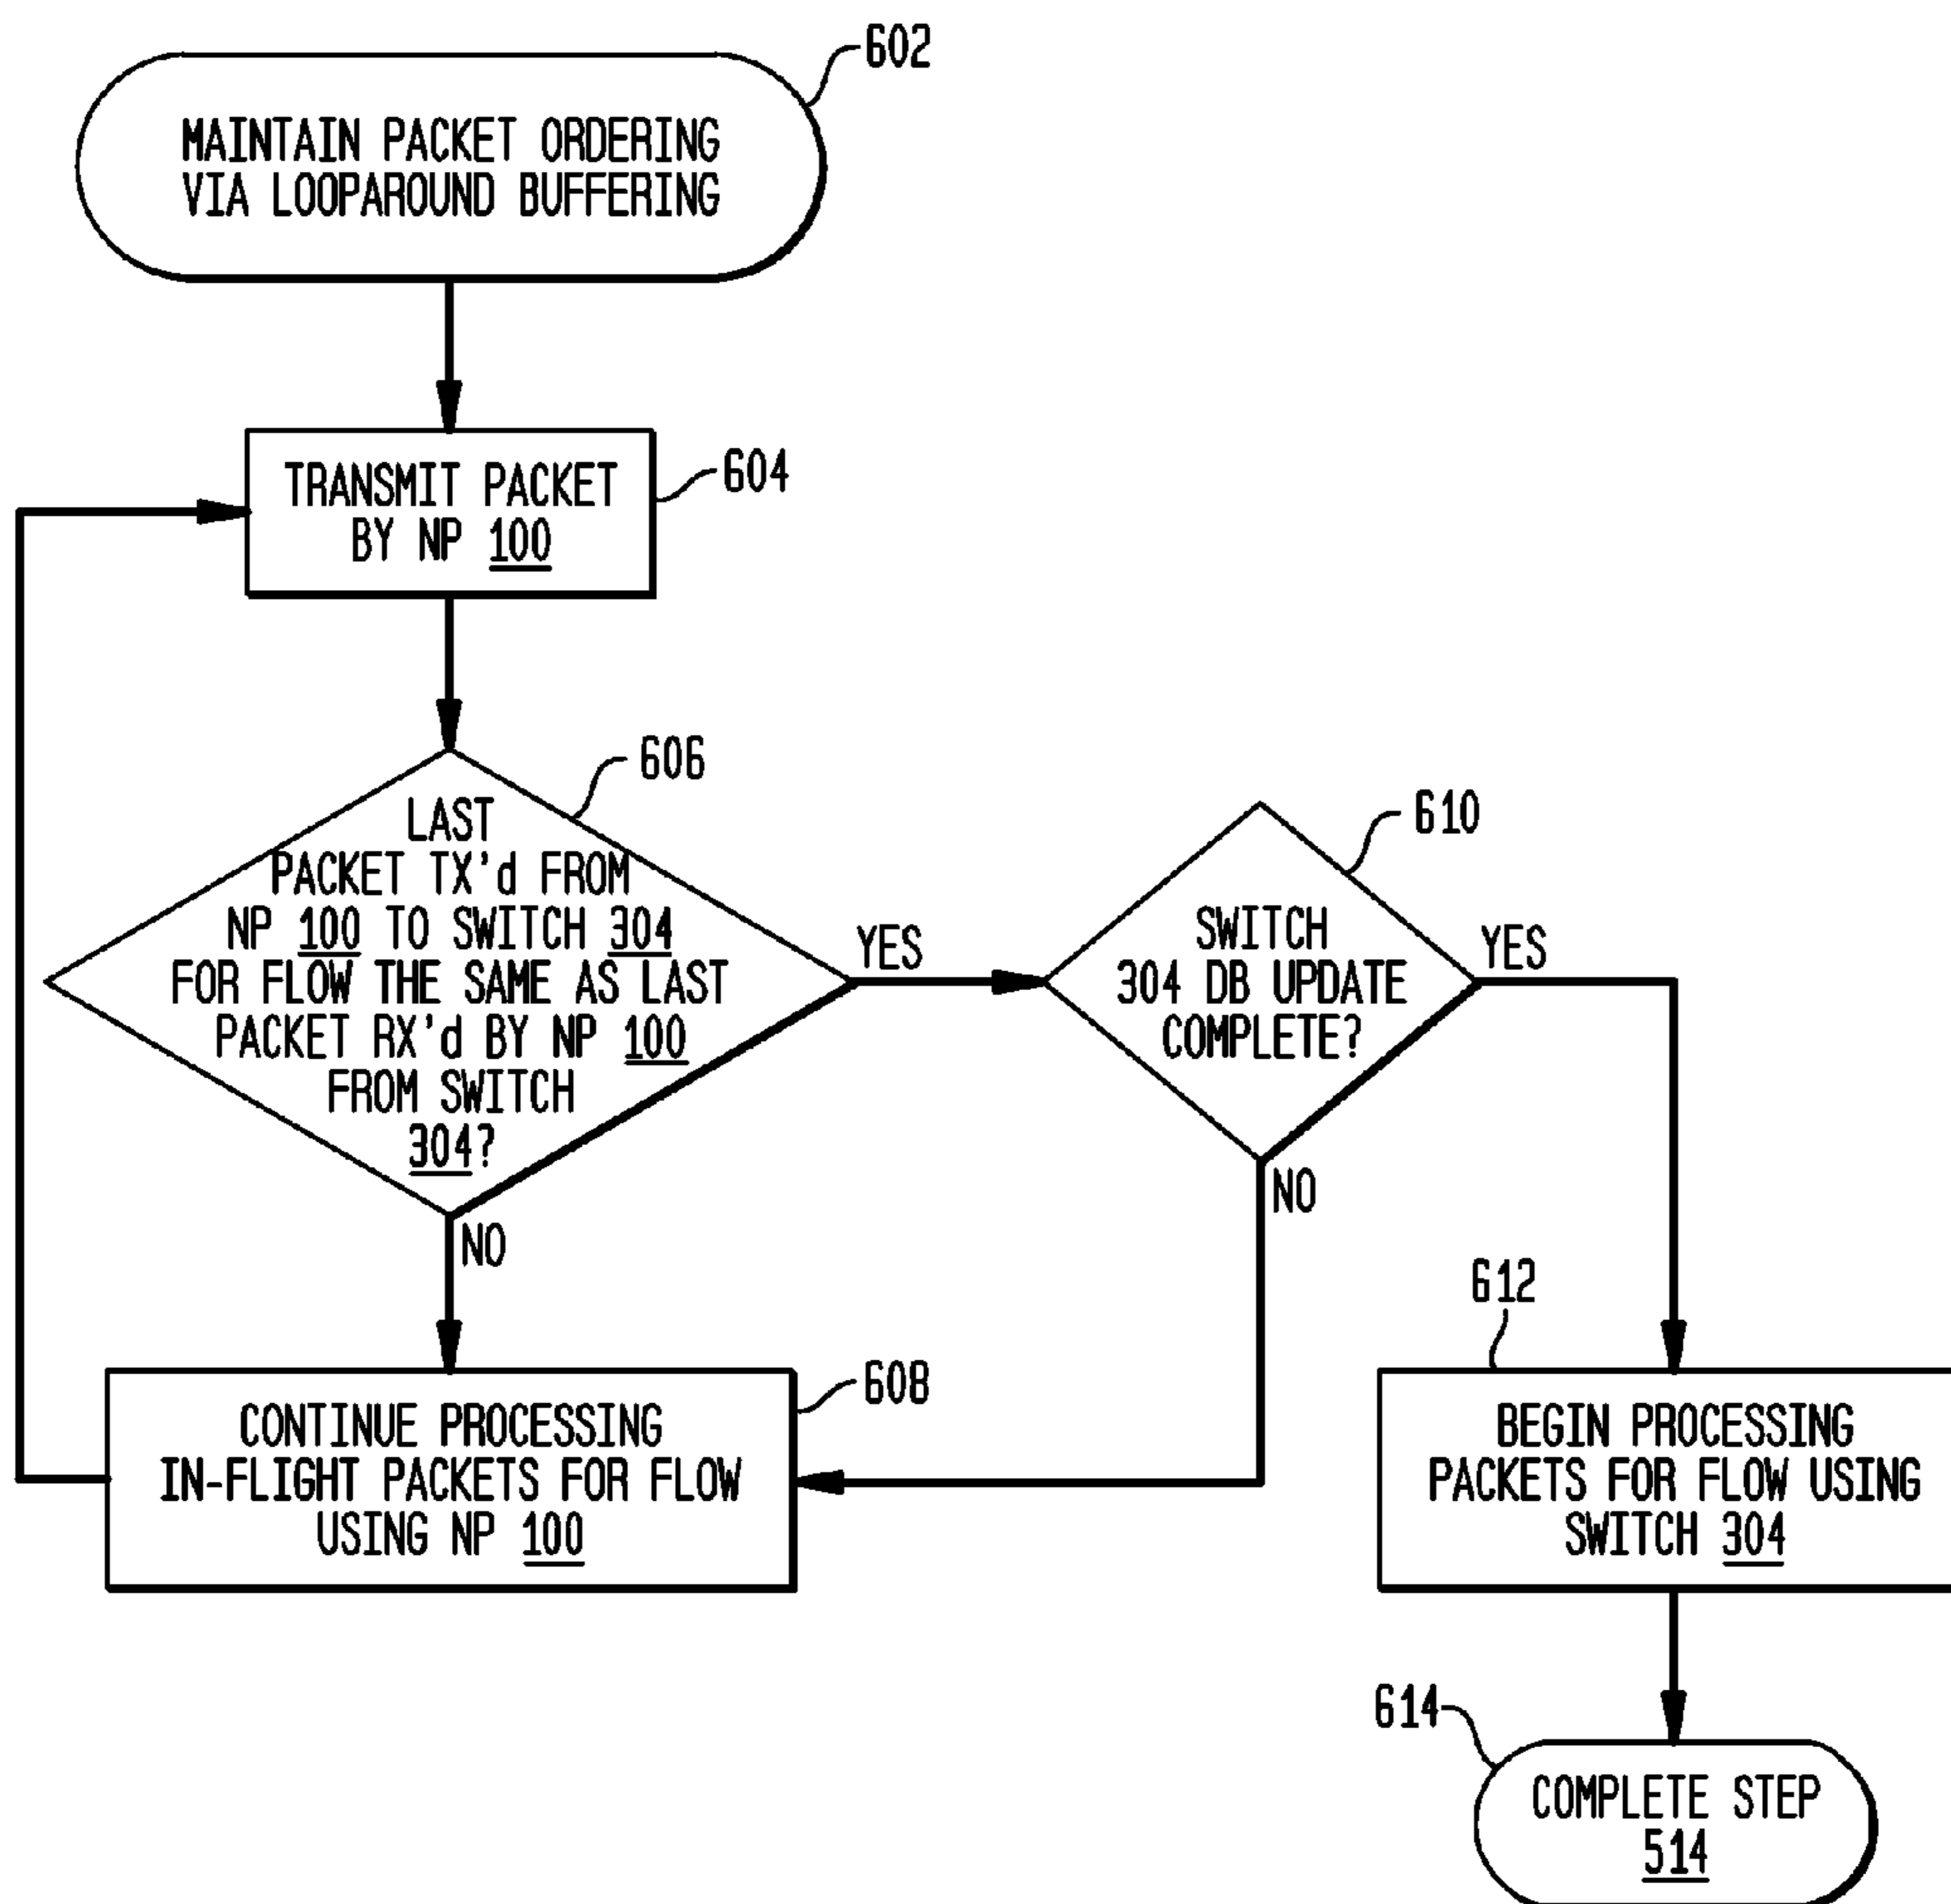 602
MAINTAIN PACKET ORDERING
VIA LOOPAROUND BUFFERING
TRANSMIT PACKET
BY NP 100
604
606
LAST
PACKET TX'd FROM
NP 100 TO SWITCH 304
FOR FLOW THE SAME AS LAST
PACKET RX'd BY NP 100
FROM SWITCH
304?
YES
NO
610
SWITCH
304 DB UPDATE
COMPLETE?
YES
NO
608
CONTINUE PROCESSING
IN-FLIGHT PACKETS FOR FLOW
USING NP 100
612
BEGIN PROCESSING
PACKETS FOR FLOW USING
SWITCH 304
614
COMPLETE STEP
514